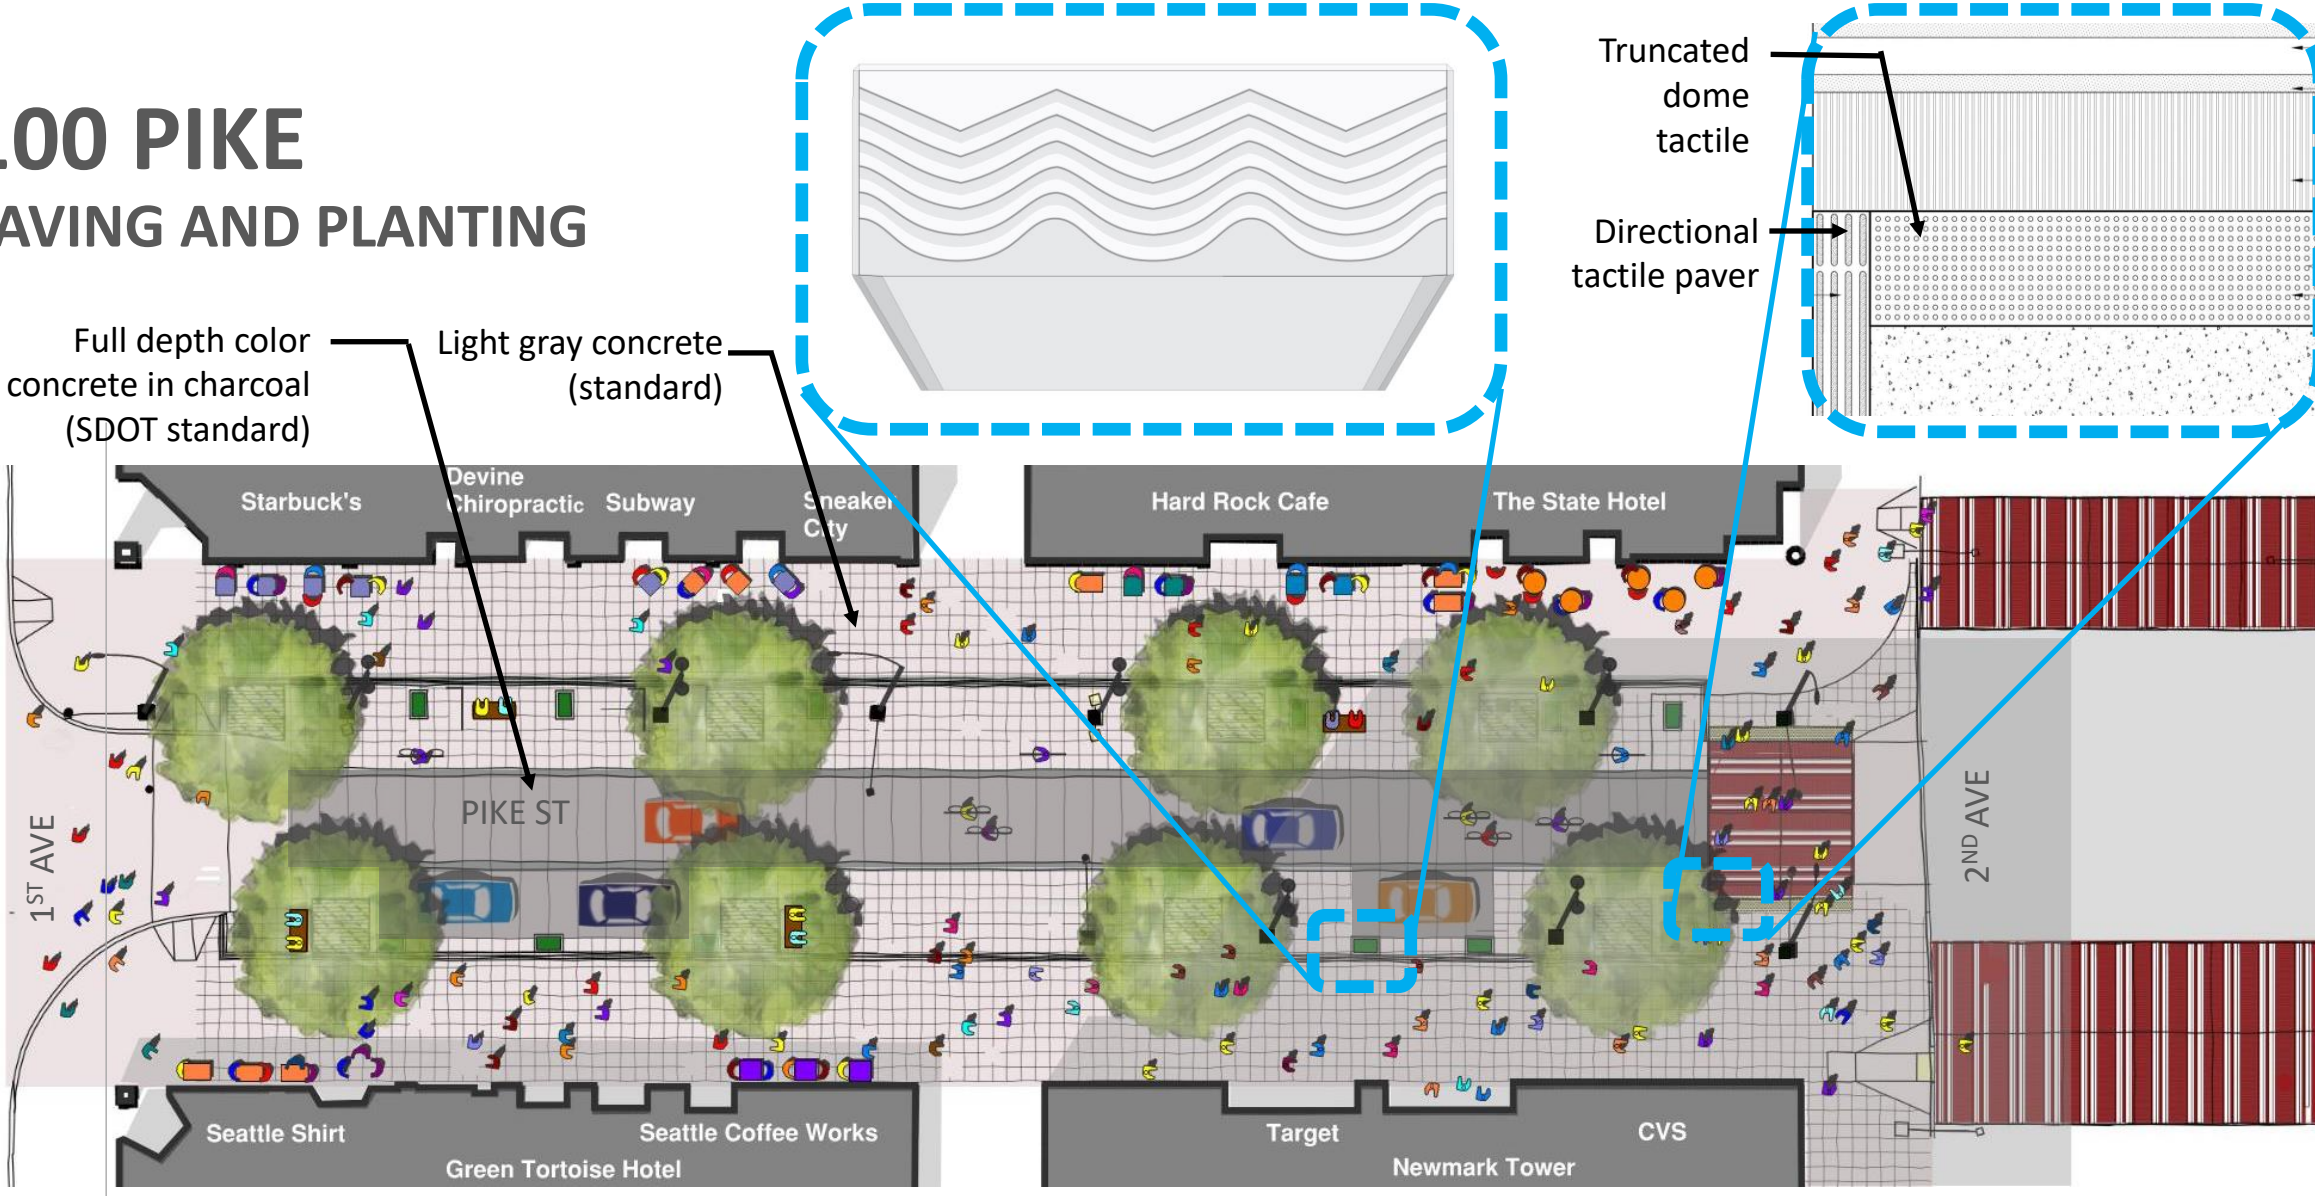 100 PIKE
AVING AND PLANTING
Truncated
dome
tactile
Directional
tactile paver
Full depth color
concrete in charcoal
(SDOT standard)
Light gray concrete
(standard)
Starbuck's
Devine
Chiropractic
Subway
Sneaker
City
Hard Rock Cafe
The State Hotel
PIKE ST
1ST AVE
2ND AVE
Seattle Shirt
Seattle Coffee Works
Green Tortoise Hotel
Target
CVS
Newmark Tower